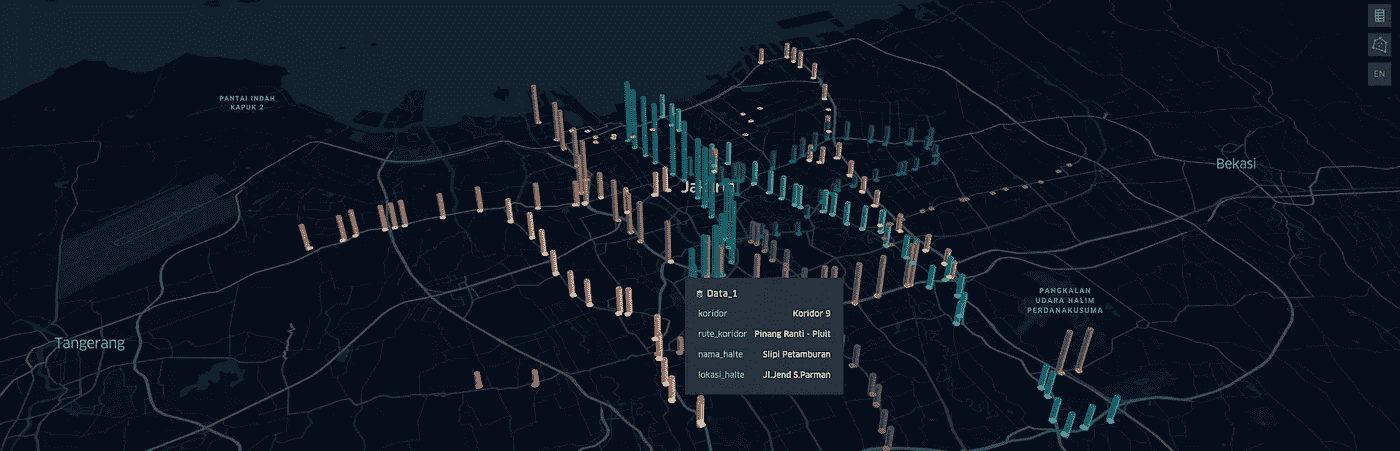 EN
PANTAI INDAH
KAPUK 2
Bekasi
Jakarta
PANGKALAN
UDARA HALIM
PERDANAKUSUMA
Tangerang
Data_1
koridor Koridor 9
rute_koridor Pinang Ranti - Pluit
nama_halte Slipi Petamburan
lokasi_halte Jl.Jend S.Parman